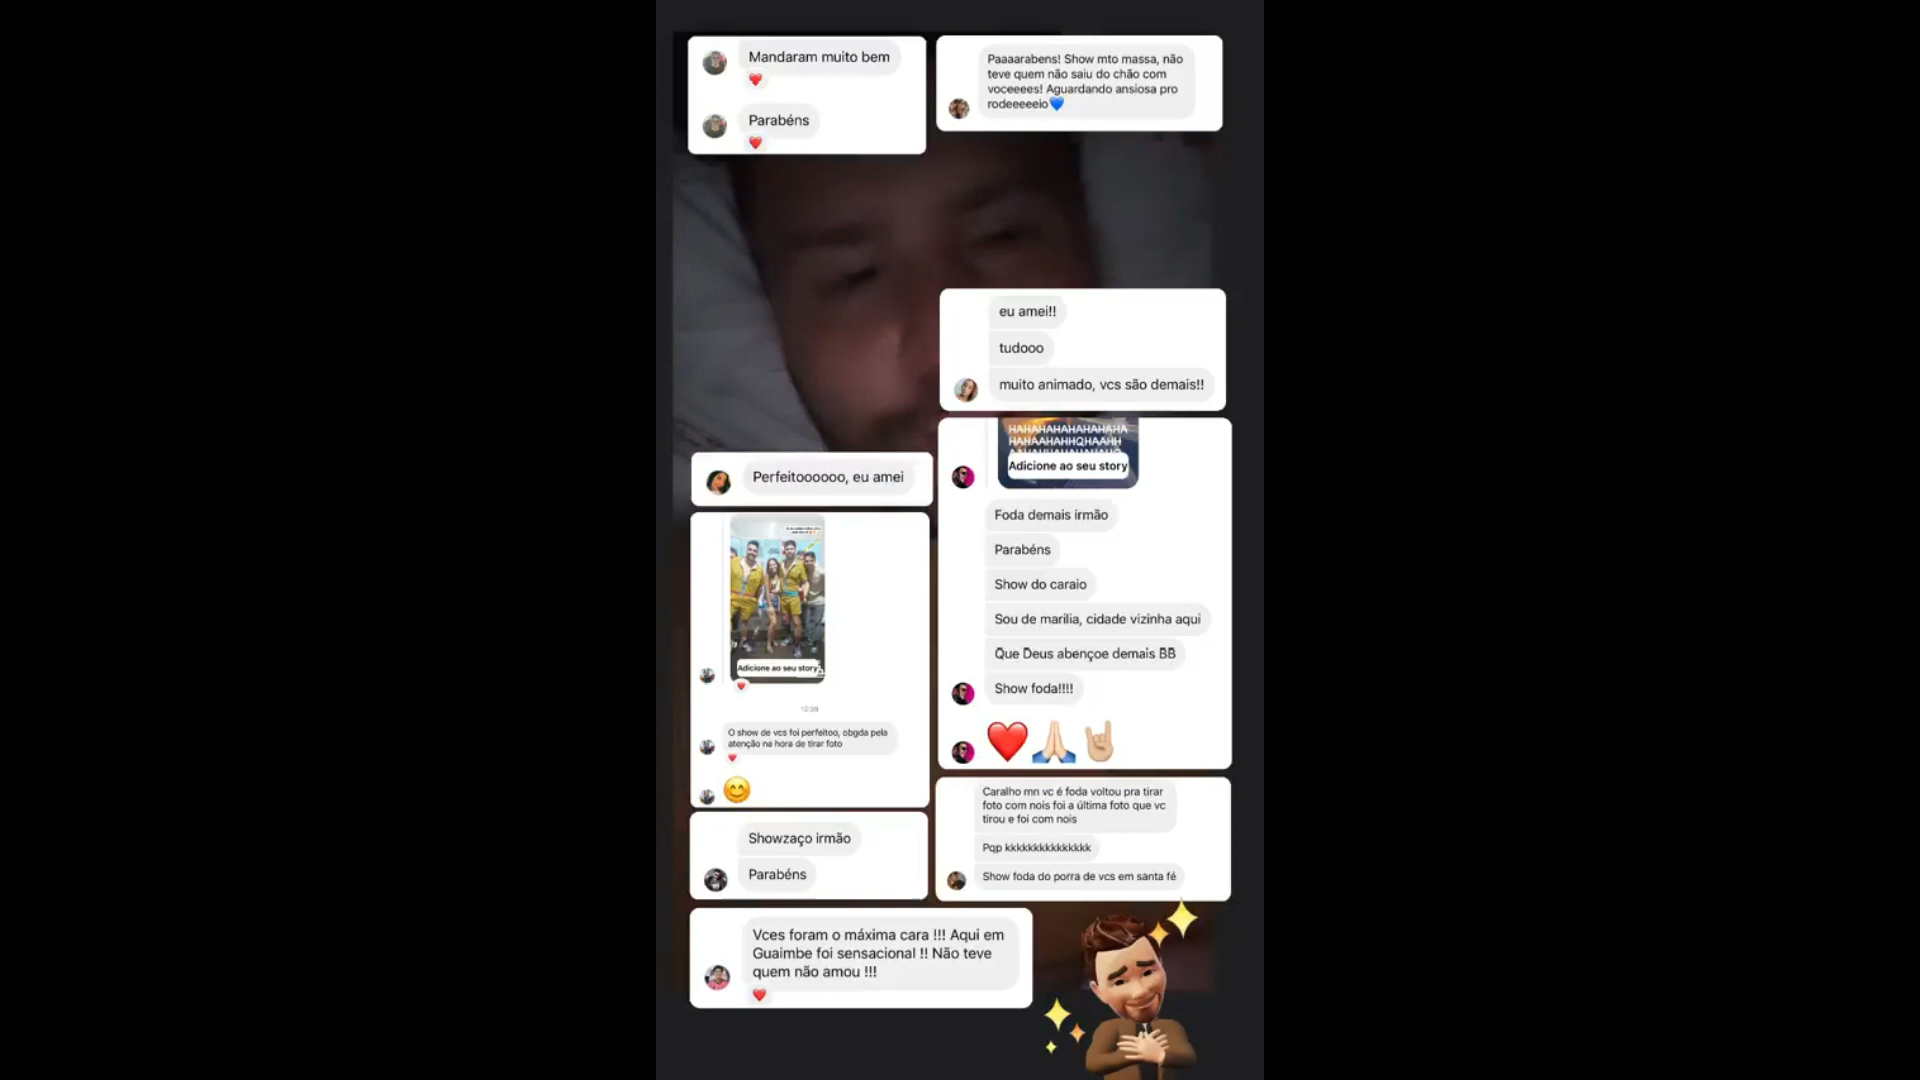 Mandaram muito bem
Parabéns
Paaaarabens! Show mto massa, não
teve quem não saiu do chão com
voceeees! Aguardando ansiosa pro
rodeeeeeio💙
eu amei!!
tudooo
muito animado, vcs são demais!!
Perfeitoooooo, eu amei
Adicione ao seu story
12:39
O show de vcs foi perfeitoo, obgda pela
atenção na hora de tirar foto
😊
HAHAHAHAHAHAHAHA
HAHAAHAHHQHAAHH
Adicione ao seu story
Foda demais irmão
Parabéns
Show do caraio
Sou de marilia, cidade vizinha aqui
Que Deus abençoe demais BB
Show foda!!!!
❤️🙏🏻🤘🏻
Showzaço irmão
Parabéns
Caralho mn vc é foda voltou pra tirar
foto com nois foi a última foto que vc
tirou e foi com nois
Pqp kkkkkkkkkkkkkkk
Show foda do porra de vcs em santa fé
Vces foram o máxima cara !!! Aqui em
Guaimbe foi sensacional !! Não teve
quem não amou !!!